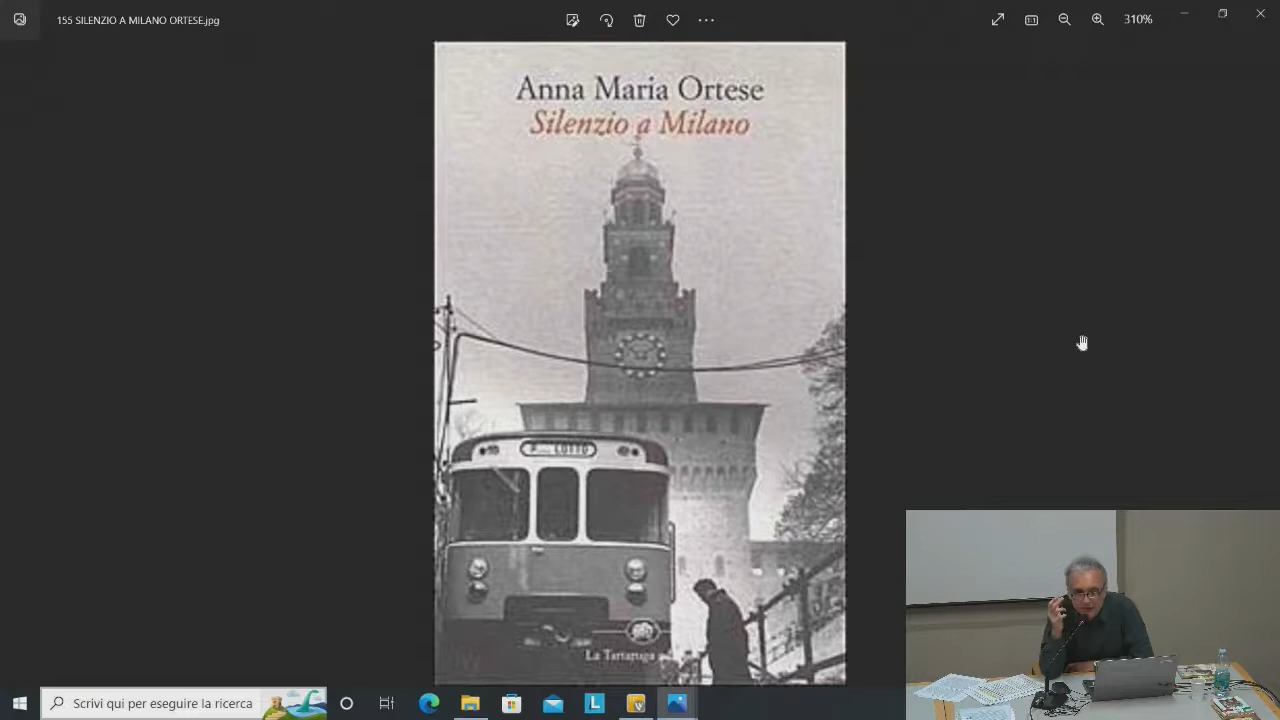 155 SILENZIO A MILANO ORTESE.jpg
310%
Anna Maria Ortese
Silenzio a Milano
LOTTO
La Tartaruga
Scrivi qui per eseguire la ricerca